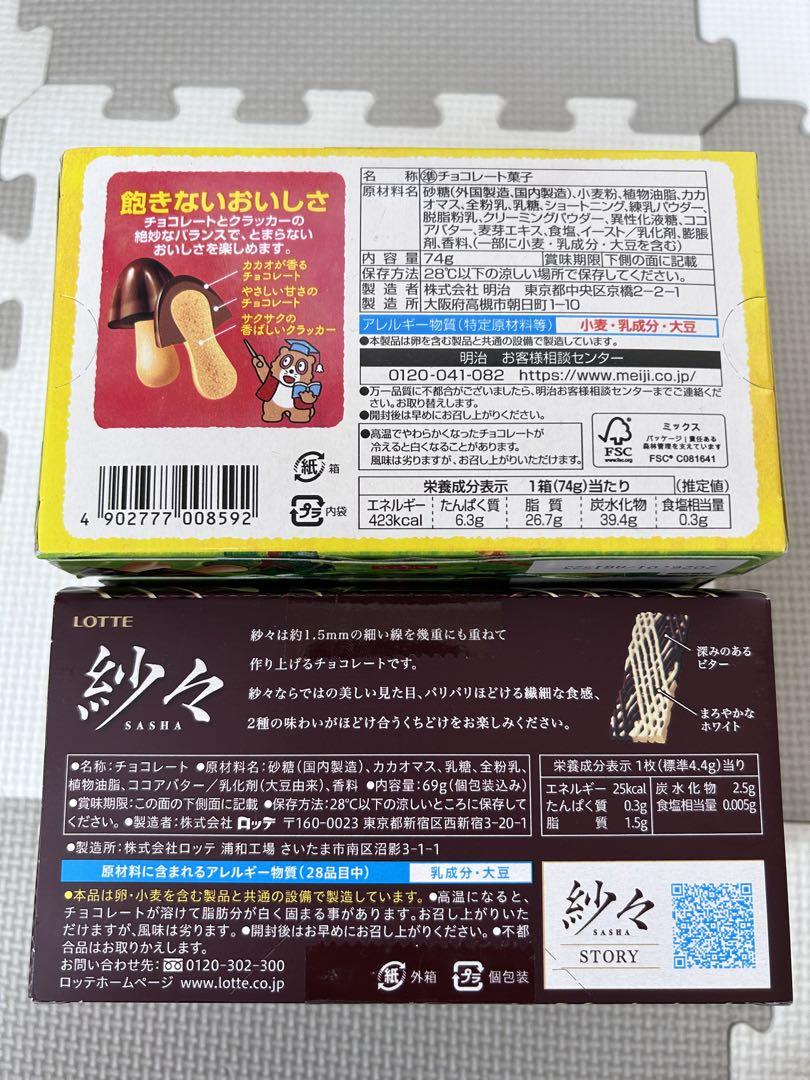 飽きないおいしさ
チョコレートとクラッカーの
絶妙なバランスで、とまらない
おいしさを楽しめます。
カカオが香る
チョコレート
やさしい甘さの
チョコレート
サクサクの
香ばしいクラッカー
4 902777 008592
紙 箱
プラ 内袋
名 称 準チョコレート菓子
原材料名 砂糖(外国製造、国内製造)、小麦粉、植物油脂、カカ
オマス、全粉乳、乳糖、ショートニング、練乳パウダー、
脱脂粉乳、クリーミングパウダー、異性化液糖、ココ
アバター、麦芽エキス、食塩、イースト/乳化剤、膨脹
剤、香料、(一部に小麦・乳成分・大豆を含む)
内 容 量 74g 賞味期限 下側の面に記載
保存方法 28℃以下の涼しい場所で保存してください。
製 造 者 株式会社 明治 東京都中央区京橋2-2-1
製 造 所 大阪府高槻市朝日町1-10
アレルギー物質(特定原材料等) 小麦・乳成分・大豆
●本製品は卵を含む製品と共通の設備で製造しています。
明治 お客様相談センター
0120-041-082 https://www.meiji.co.jp/
●万一品質に不都合がございましたら、明治お客様相談センターまでご連絡くだ
さい。お取り替えします。
●開封後は早めにお召し上がりください。
●高温でやわらかくなったチョコレートが
冷えると白くなることがあります。
風味は劣りますが、お召し上がりいただけます。
FSC
www.fsc.org
ミックス
パッケージ|責任ある
森林管理を支えています
FSC® C081641
栄養成分表示 1箱(74g)当たり (推定値)
エネルギー たんぱく質 脂 質 炭水化物 食塩相当量
423kcal 6.3g 26.7g 39.4g 0.3g
LOTTE
紗々
SASHA
紗々は約1.5mmの細い線を幾重にも重ねて
作り上げるチョコレートです。
紗々ならではの美しい見た目、パリパリほどける繊細な食感、
2種の味わいがほどけ合うくちどけをお楽しみください。
深みのある
ビター
まろやかな
ホワイト
●名称:チョコレート ●原材料名:砂糖(国内製造)、カカオマス、乳糖、全粉乳、
植物油脂、ココアバター/乳化剤(大豆由来)、香料 ●内容量:69g(個包装込み)
●賞味期限:この面の下側面に記載 ●保存方法:28℃以下の涼しいところに保存して
ください。●製造者:株式会社 ロッテ 〒160-0023 東京都新宿区西新宿3-20-1
●製造所:株式会社ロッテ 浦和工場 さいたま市南区沼影3-1-1
栄養成分表示 1枚(標準4.4g)当り
エネルギー 25kcal 炭水化物 2.5g
たんぱく質 0.3g 食塩相当量 0.005g
脂 質 1.5g
原材料に含まれるアレルギー物質(28品目中) 乳成分・大豆
●本品は卵・小麦を含む製品と共通の設備で製造しています。●高温になると、
チョコレートが溶けて脂肪分が白く固まる事があります。お召し上がりいた
だけますが、風味は劣ります。●開封後はお早めにお召し上がりください。●不都
合品はお取りかえします。
お問い合わせ先:0120-302-300
ロッテホームページ www.lotte.co.jp
紙 外箱
プラ 個包装
紗々
SASHA
STORY